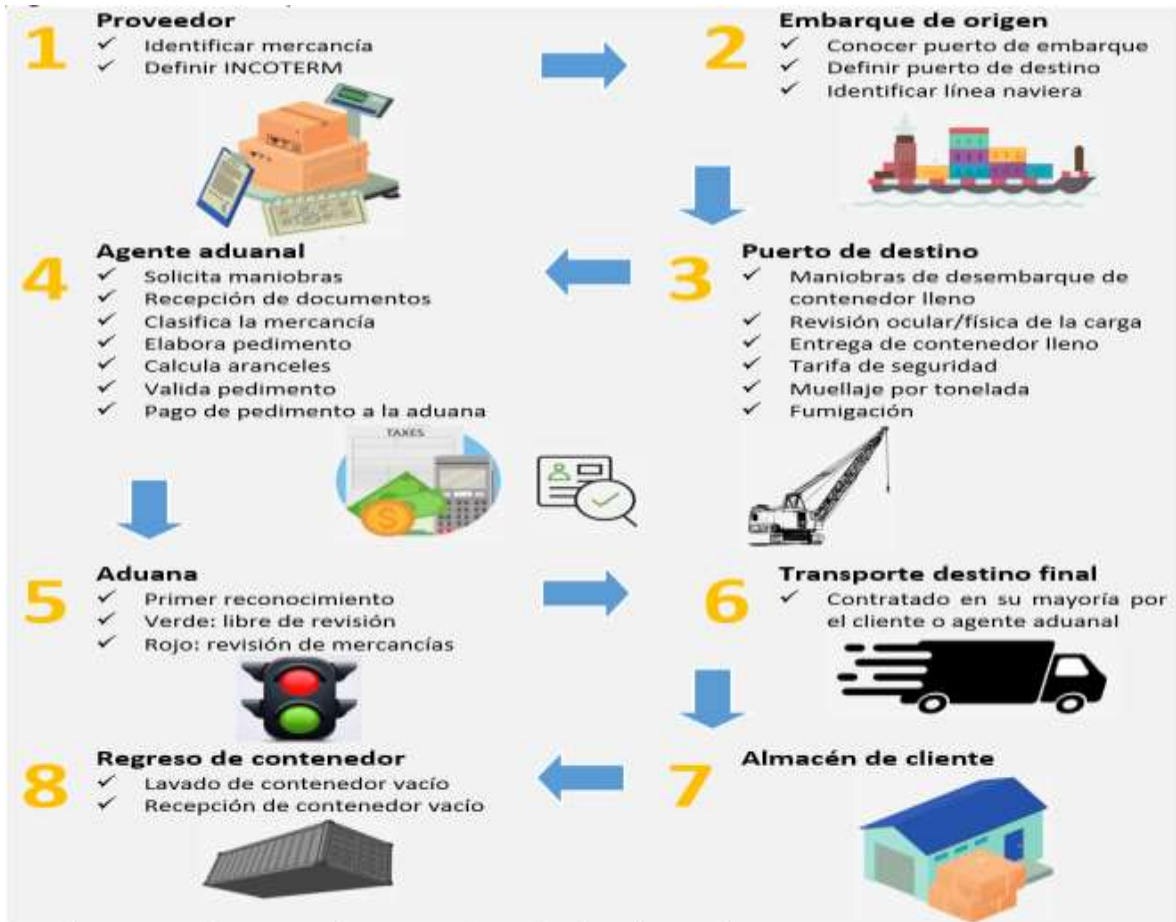 1
Proveedor
✓ Identificar mercancía
✓ Definir INCOTERM
2
Embarque de origen
✓ Conocer puerto de embarque
✓ Definir puerto de destino
✓ Identificar línea naviera
3
Puerto de destino
✓ Maniobras de desembarque de
contenedor lleno
✓ Revisión ocular/física de la carga
✓ Entrega de contenedor lleno
✓ Tarifa de seguridad
✓ Muellaje por tonelada
✓ Fumigación
4
Agente aduanal
✓ Solicita maniobras
✓ Recepción de documentos
✓ Clasifica la mercancía
✓ Elabora pedimento
✓ Calcula aranceles
✓ Valida pedimento
✓ Pago de pedimento a la aduana
TAXES
$
5
Aduana
✓ Primer reconocimiento
✓ Verde: libre de revisión
✓ Rojo: revisión de mercancías
6
Transporte destino final
✓ Contratado en su mayoría por
el cliente o agente aduanal
7
Almacén de cliente
8
Regreso de contenedor
✓ Lavado de contenedor vacío
✓ Recepción de contenedor vacío